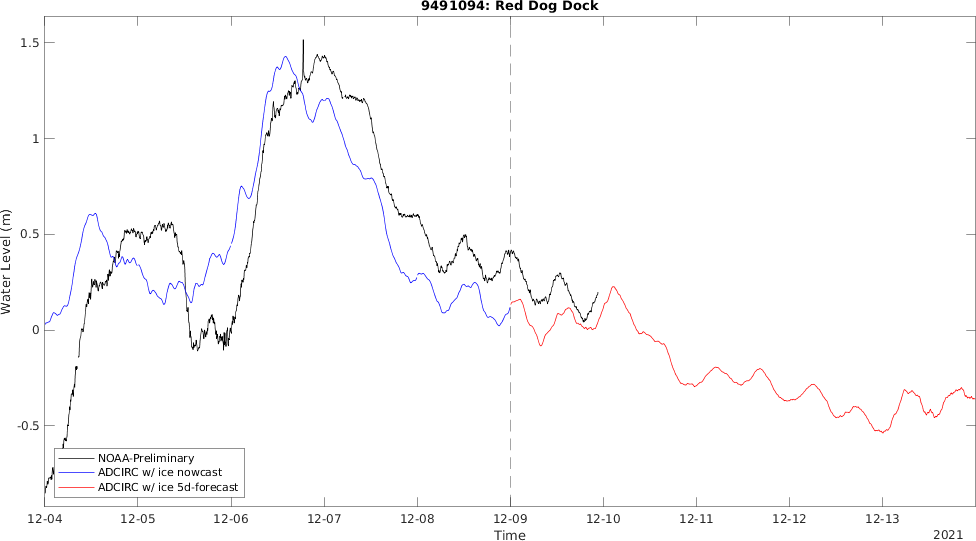 9491094: Red Dog Dock
Water Level (m)
1.5
1
0.5
0
-0.5
NOAA-Preliminary
ADCIRC w/ ice nowcast
ADCIRC w/ ice 5d-forecast
12-04 12-05 12-06 12-07 12-08 12-09 12-10 12-11 12-12 12-13
Time
2021